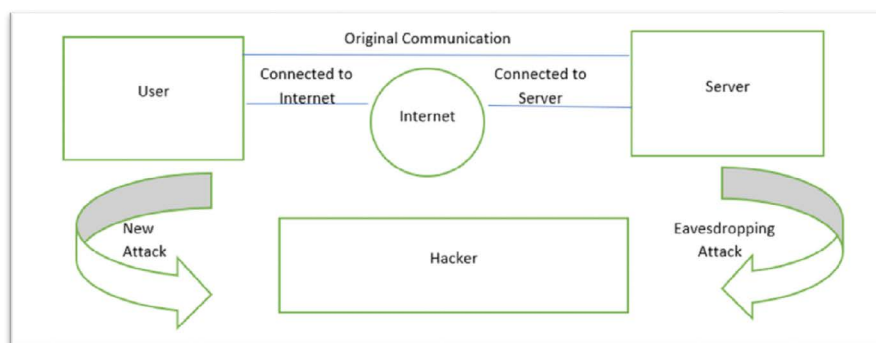 Original Communication
User
Connected to
Internet
Internet
Connected to
Server
Server
New
Attack
Hacker
Eavesdropping
Attack